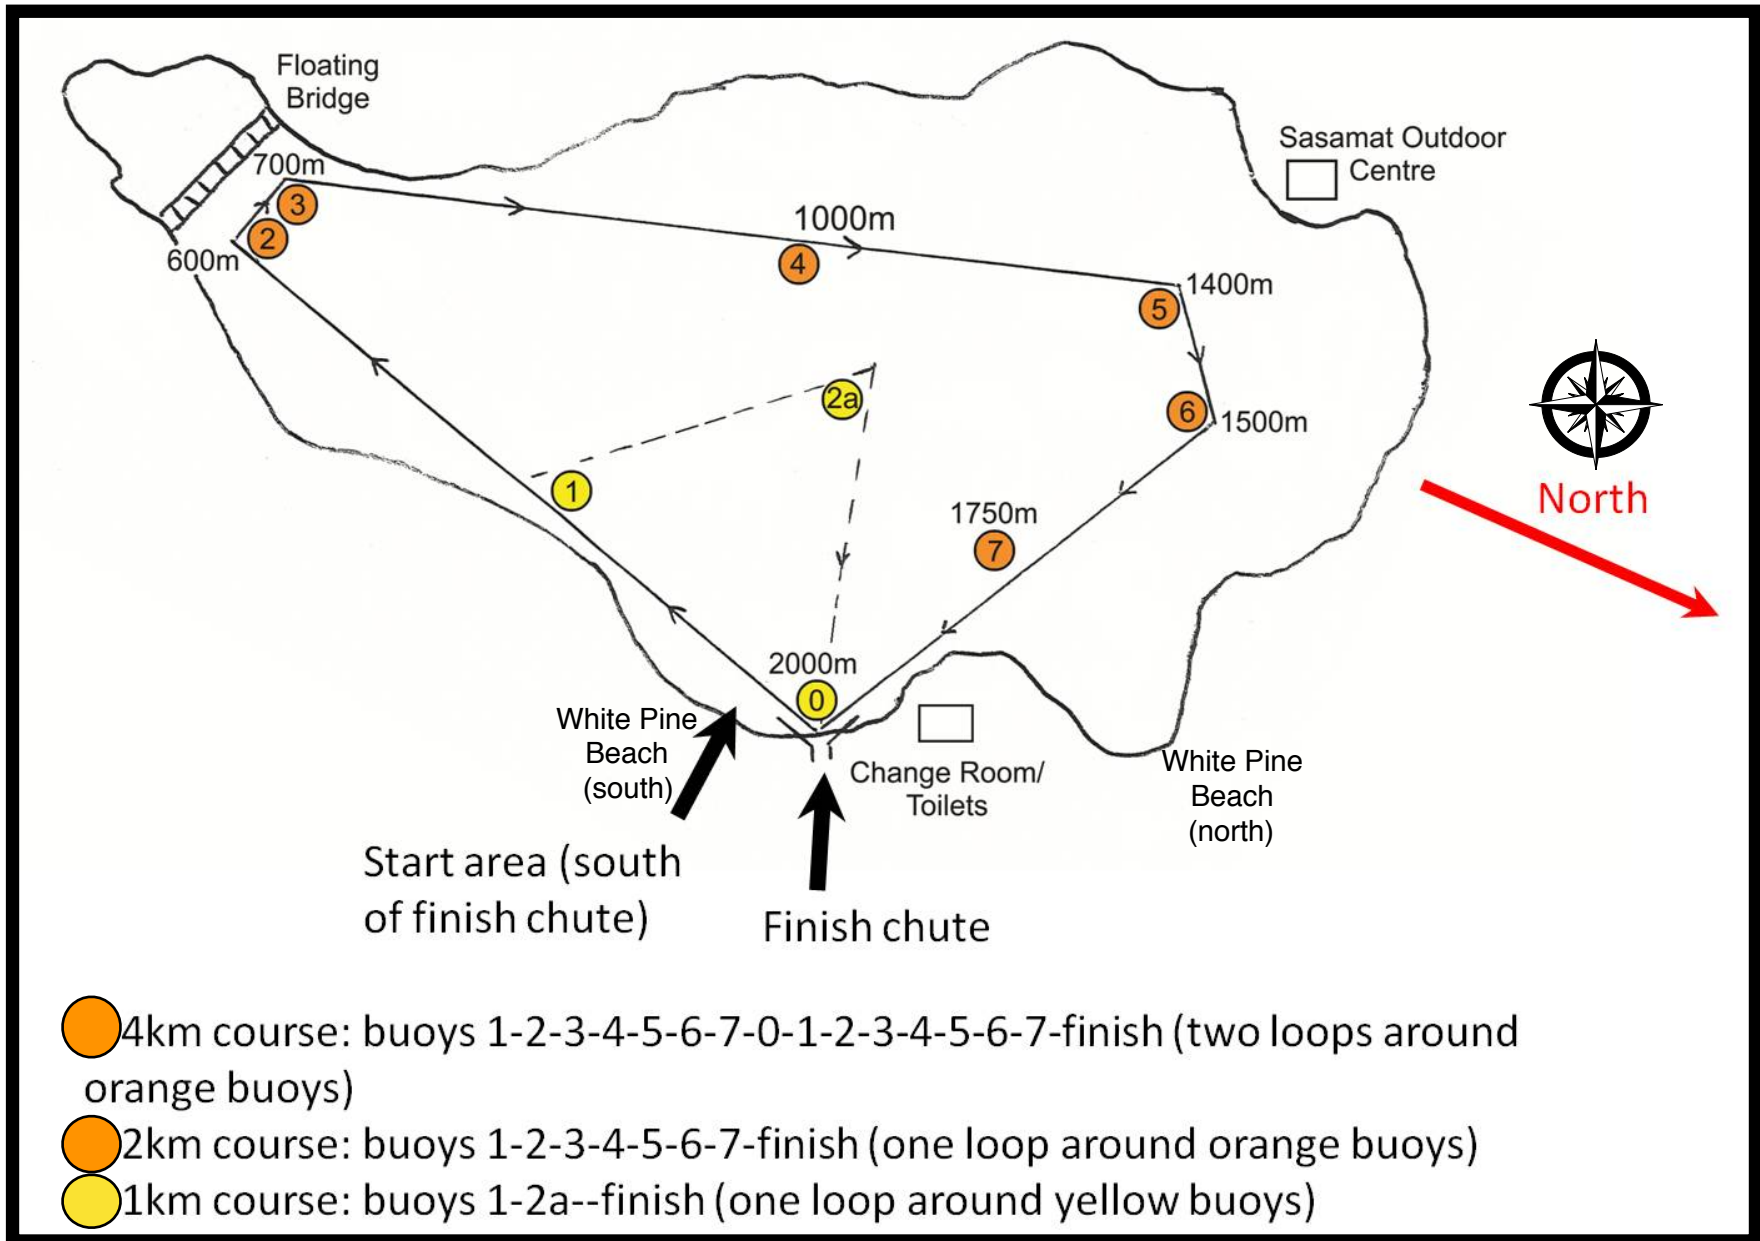 Floating
Bridge
700m
3
2
600m
1000m
4
Sasamat Outdoor
Centre
1400m
5
6
1500m
2a
1
North
1750m
7
2000m
0
White Pine
Beach
(south)
Change Room/
Toilets
White Pine
Beach
(north)
Start area (south
of finish chute)
Finish chute
4km course: buoys 1-2-3-4-5-6-7-0-1-2-3-4-5-6-7-finish (two loops around
orange buoys)
2km course: buoys 1-2-3-4-5-6-7-finish (one loop around orange buoys)
1km course: buoys 1-2a--finish (one loop around yellow buoys)